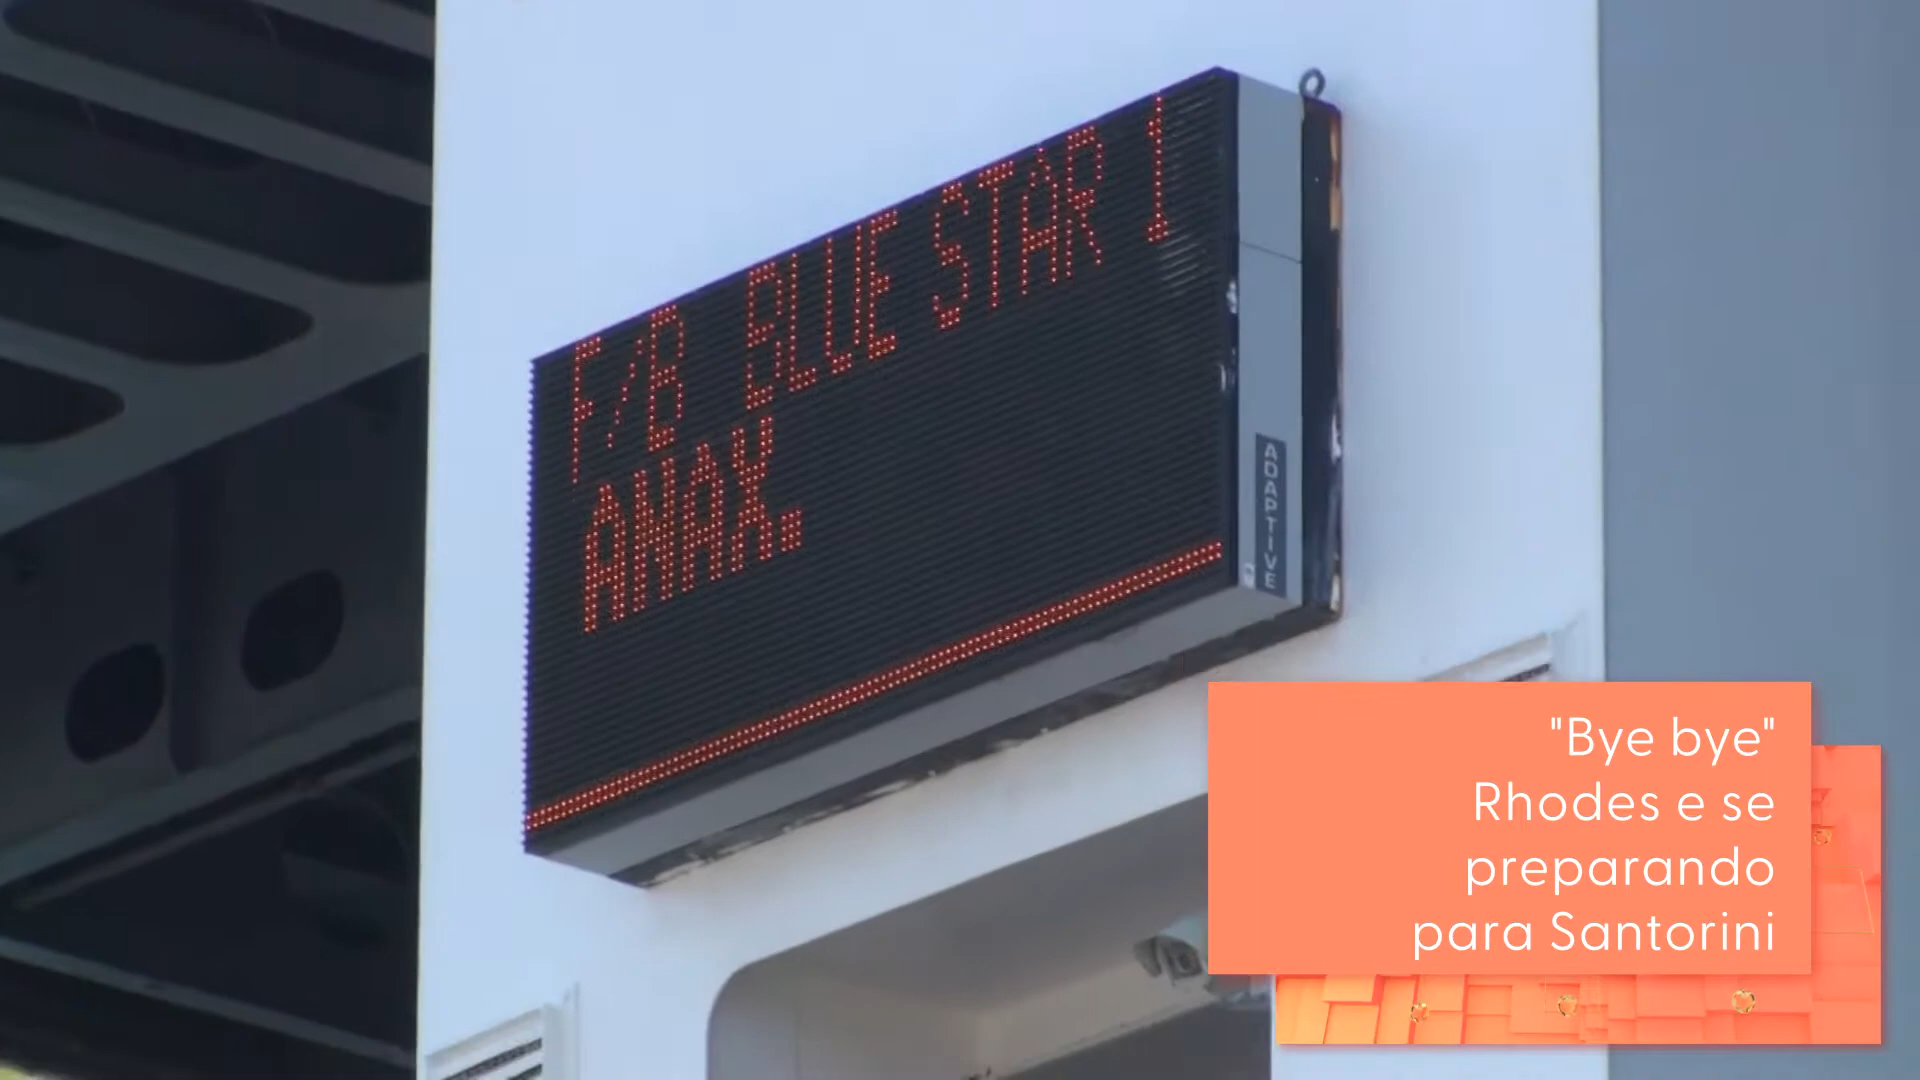 F/B BLUE STAR 1
ANAX.
ADAPTIVE
"Bye bye"
Rhodes e se
preparando
para Santorini